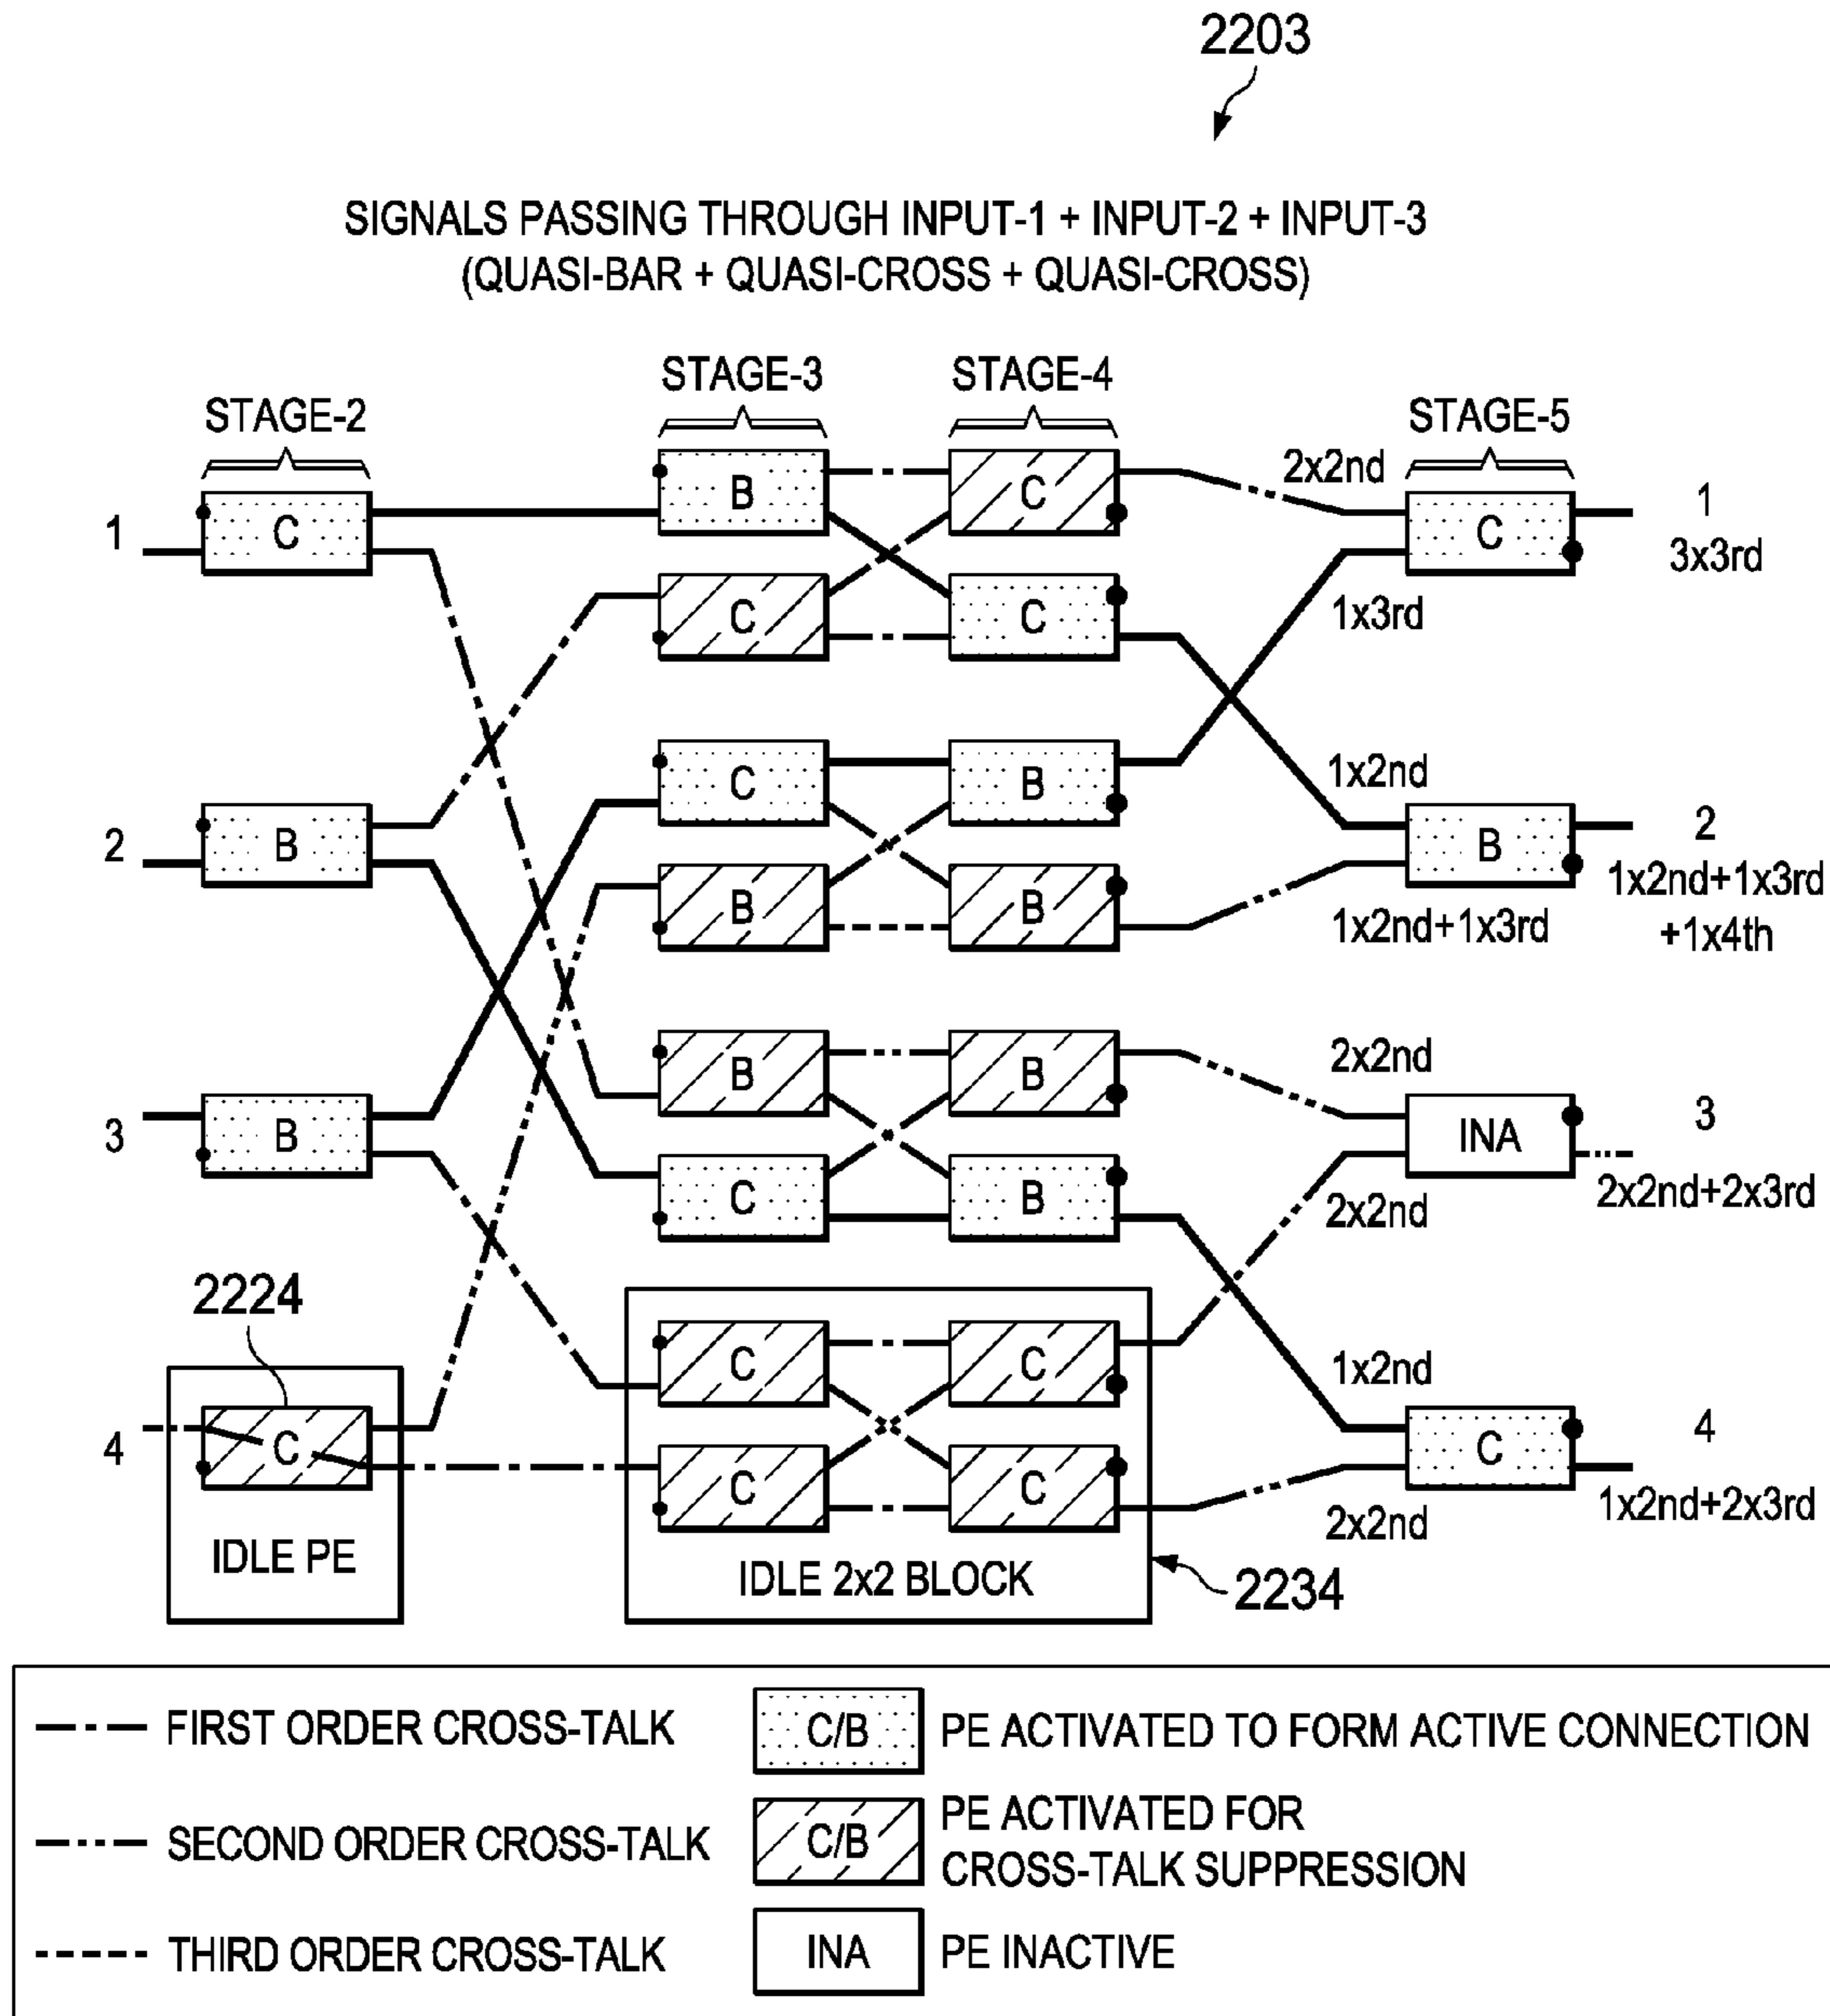 2203
SIGNALS PASSING THROUGH INPUT-1 + INPUT-2 + INPUT-3
(QUASI-BAR + QUASI-CROSS + QUASI-CROSS)
STAGE-2
STAGE-3
STAGE-4
STAGE-5
1
C
B
C
2x2nd
C
1
3x3rd
C
C
1x3rd
2
B
C
B
1x2nd
B
2
1x2nd+1x3rd
+1x4th
B
B
1x2nd+1x3rd
3
B
B
B
2x2nd
INA
3
2x2nd+2x3rd
C
B
2x2nd
2224
4
C
IDLE PE
C
C
1x2nd
C
4
1x2nd+2x3rd
C
C
2x2nd
IDLE 2x2 BLOCK
2234
FIRST ORDER CROSS-TALK
C/B
PE ACTIVATED TO FORM ACTIVE CONNECTION
SECOND ORDER CROSS-TALK
C/B
PE ACTIVATED FOR
CROSS-TALK SUPPRESSION
THIRD ORDER CROSS-TALK
INA
PE INACTIVE